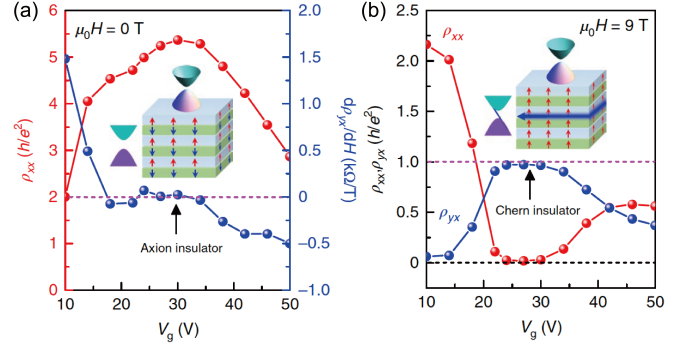 (a)
μ₀H = 0 T
ρxx (h/e²)
6
5
4
3
2
1
0
2.0
1.5
1.0
0.5
0
−0.5
−1.0
dρyx/dH (kΩ/T)
Axion insulator
10 20 30 40 50
Vg (V)
(b)
μ₀H = 9 T
ρxx
ρxx,ρyx (h/e²)
2.5
2.0
1.5
1.0
0.5
0
ρyx
Chern insulator
10 20 30 40 50
Vg (V)